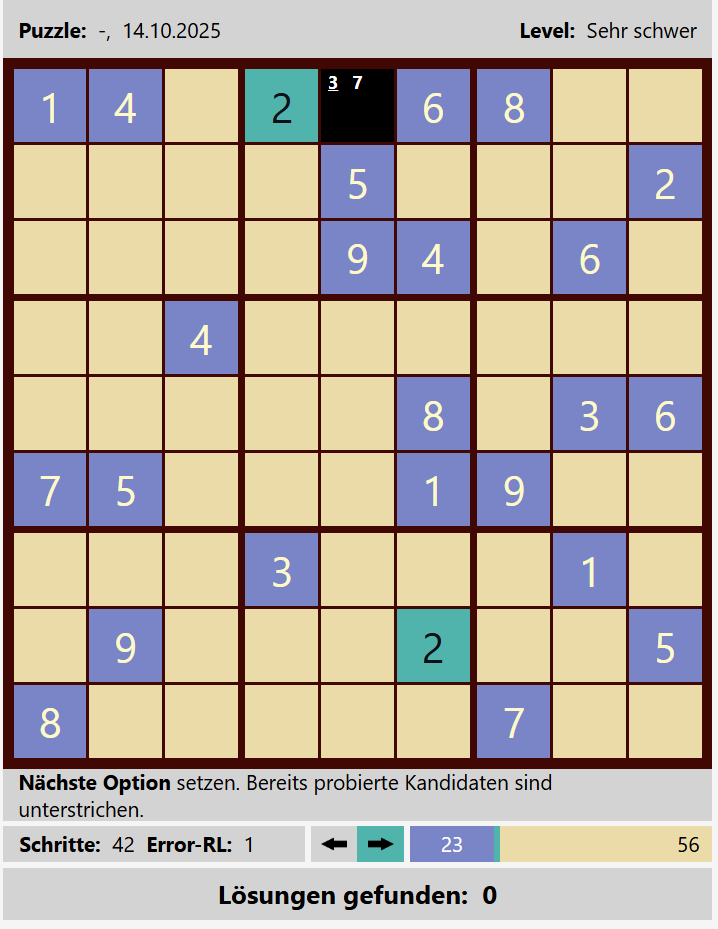 Puzzle: -, 14.10.2025 Level: Sehr schwer
1 4 2 3 7 6 8
5 2
9 4 6
4
8 3 6
7 5 1 9
3 1
9 2 5
8 7
Nächste Option setzen. Bereits probierte Kandidaten sind
unterstrichen.
Schritte: 42 Error-RL: 1 23 56
Lösungen gefunden: 0